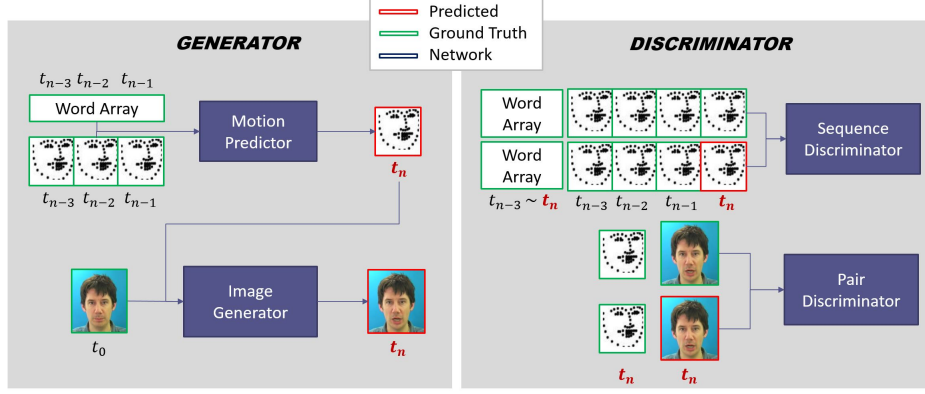 Predicted
Ground Truth
Network
GENERATOR
t_{n-3} t_{n-2} t_{n-1}
Word Array
Motion
Predictor
t_n
t_{n-3} t_{n-2} t_{n-1}
Image
Generator
t_0
t_n
DISCRIMINATOR
Word
Array
Word
Array
Sequence
Discriminator
t_{n-3} ~ t_n t_{n-3} t_{n-2} t_{n-1} t_n
Pair
Discriminator
t_n t_n